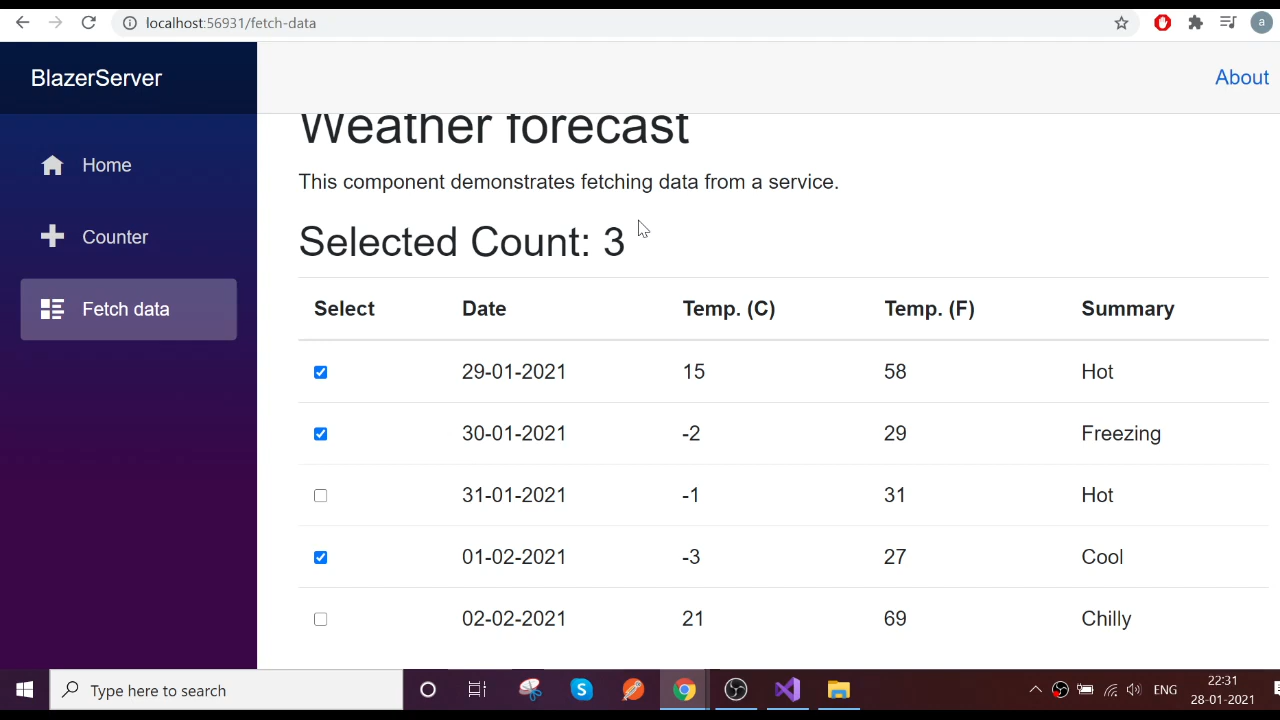 localhost:56931/fetch-data
a
BlazerServer
About
Home
Counter
Fetch data
Weather forecast
This component demonstrates fetching data from a service.
Selected Count: 3
Select Date Temp. (C) Temp. (F) Summary
29-01-2021 15 58 Hot
30-01-2021 -2 29 Freezing
31-01-2021 -1 31 Hot
01-02-2021 -3 27 Cool
02-02-2021 21 69 Chilly
Type here to search
ENG
22:31
28-01-2021